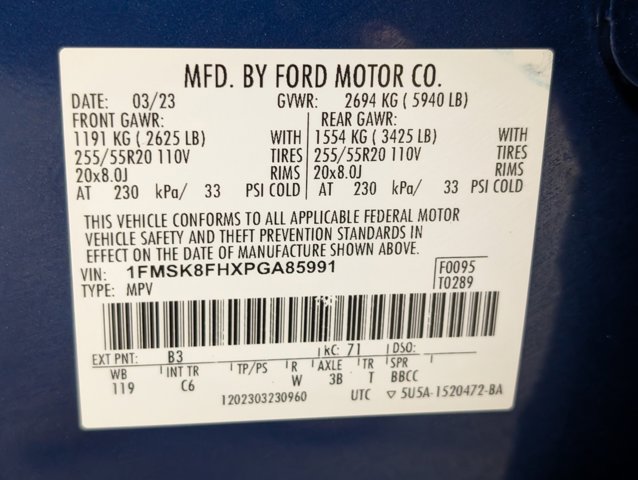 MFD. BY FORD MOTOR CO.
DATE: 03/23 GVWR: 2694 KG ( 5940 LB)
FRONT GAWR: REAR GAWR:
1191 KG ( 2625 LB) WITH 1554 KG ( 3425 LB) WITH
255/55R20 110V TIRES 255/55R20 110V TIRES
20x8.0J RIMS 20x8.0J RIMS
AT 230 kPa/ 33 PSI COLD AT 230 kPa/ 33 PSI COLD
THIS VEHICLE CONFORMS TO ALL APPLICABLE FEDERAL MOTOR
VEHICLE SAFETY AND THEFT PREVENTION STANDARDS IN
EFFECT ON THE DATE OF MANUFACTURE SHOWN ABOVE.
VIN: 1FMSK8FHXPGA85991 F0095
TYPE: MPV T0289
EXT PNT: B3 RC: 71 DSO:
WB INT TR TP/PS R AXLE TR SPR
119 C6 W 3B T BBCC
1202303230960 UTC ▽ 5U5A-1520472-BA